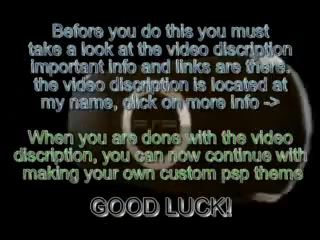 Before you do this you must
take a look at the video discription
important info and links are there.
the video discription is located at
my name, click on more info ->
When you are done with the video
discription, you can now continue with
making your own custom psp theme
GOOD LUCK!